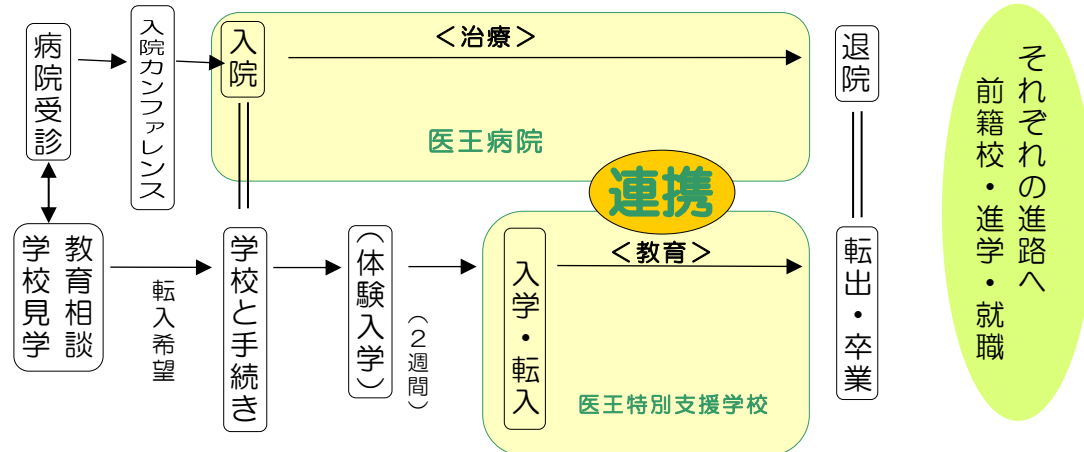 病院受診
入院カンファレンス
入院
＜治療＞
医王病院
退院
連携
教育相談
学校見学
転入希望
学校と手続き
（体験入学）
（２週間）
入学・転入
＜教育＞
医王特別支援学校
転出・卒業
それぞれの進路へ
前籍校・進学・就職